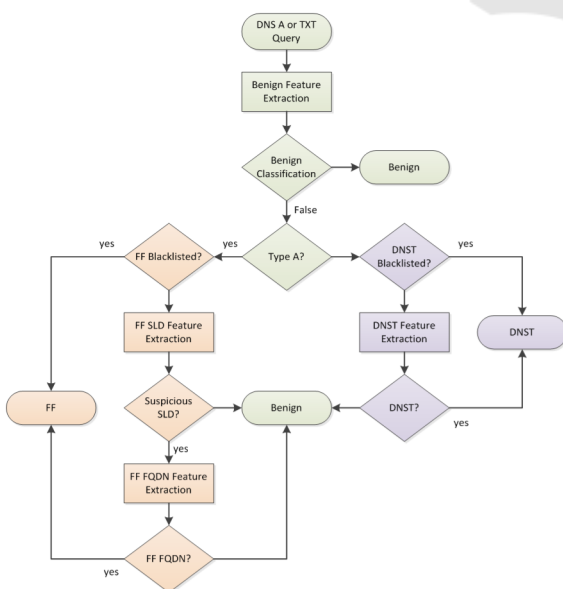 DNS A or TXT
Query
Benign Feature
Extraction
Benign
Classification
Benign
False
yes
FF Blacklisted?
yes
Type A?
DNST
Blacklisted?
yes
FF SLD Feature
Extraction
DNST Feature
Extraction
DNST
FF
Suspicious
SLD?
Benign
DNST?
yes
yes
FF FQDN Feature
Extraction
FF FQDN?
yes